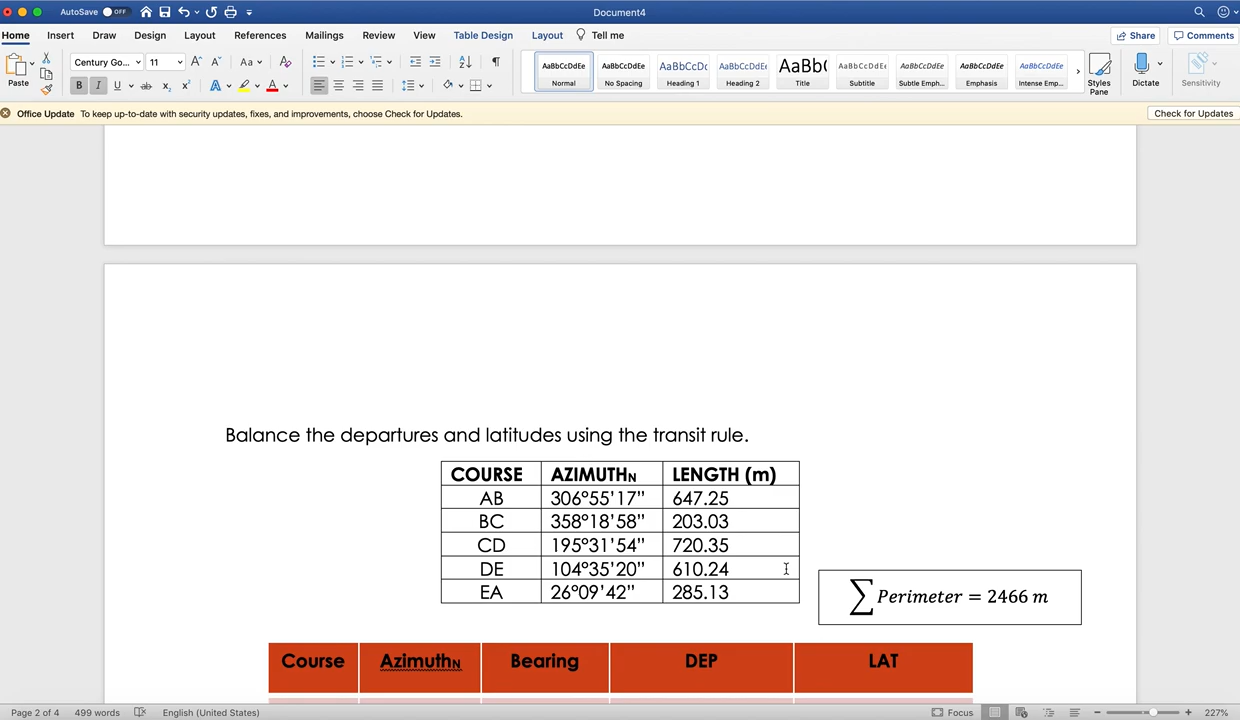 AutoSave OFF Document4
Home Insert Draw Design Layout References Mailings Review View Table Design Layout Tell me Share Comments
Paste Century Go... 11 Aa AaBbCcDdEe AaBbCcDdEe AaBbCcDc AaBbCcDdEe AaBb( AaBbCcDdEe AaBbCcDdEe AaBbCcDdEe AaBbCcDdEe
Normal No Spacing Heading 1 Heading 2 Title Subtitle Subtle Emph... Emphasis Intense Emp... Styles Pane Dictate Sensitivity
B I U ab x₂ x² A A
Office Update To keep up-to-date with security updates, fixes, and improvements, choose Check for Updates. Check for Updates
Balance the departures and latitudes using the transit rule.
COURSE AZIMUTHN LENGTH (m)
AB 306°55'17" 647.25
BC 358°18'58" 203.03
CD 195°31'54" 720.35
DE 104°35'20" 610.24
EA 26°09'42" 285.13
∑ Perimeter = 2466 m
Course AzimuthN Bearing DEP LAT
Page 2 of 4 499 words English (United States) Focus 227%